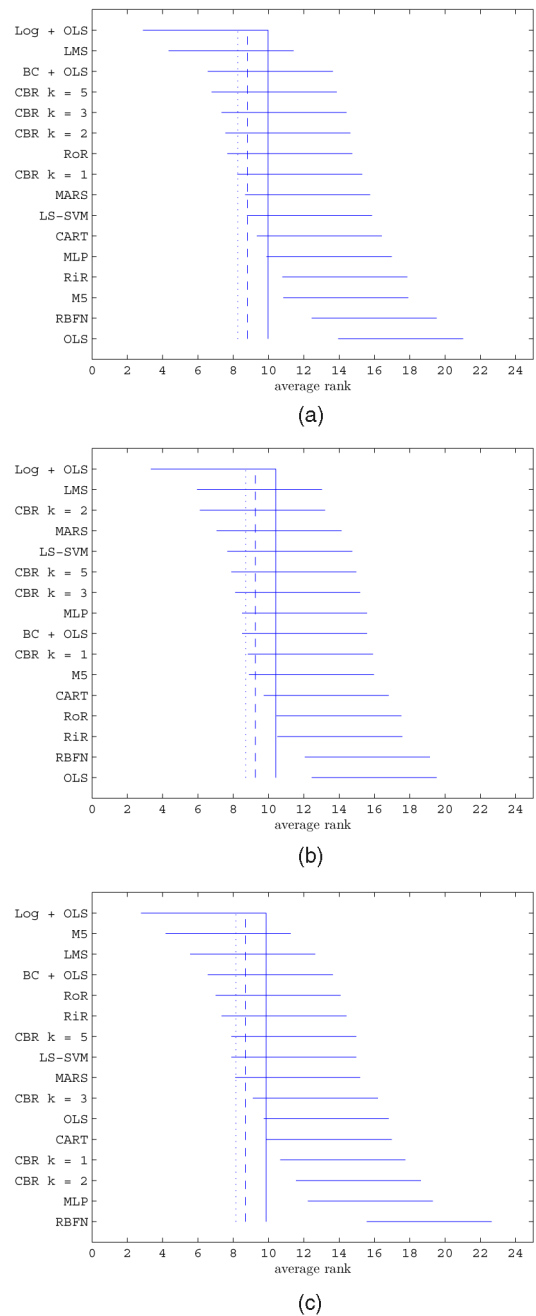 Log + OLS
LMS
BC + OLS
CBR k = 5
CBR k = 3
CBR k = 2
RoR
CBR k = 1
MARS
LS-SVM
CART
MLP
RiR
M5
RBFN
OLS
0 2 4 6 8 10 12 14 16 18 20 22 24
average rank
(a)
Log + OLS
LMS
CBR k = 2
MARS
LS-SVM
CBR k = 5
CBR k = 3
MLP
BC + OLS
CBR k = 1
M5
CART
RoR
RiR
RBFN
OLS
0 2 4 6 8 10 12 14 16 18 20 22 24
average rank
(b)
Log + OLS
M5
LMS
BC + OLS
RoR
RiR
CBR k = 5
LS-SVM
MARS
CBR k = 3
OLS
CART
CBR k = 1
CBR k = 2
MLP
RBFN
0 2 4 6 8 10 12 14 16 18 20 22 24
average rank
(c)